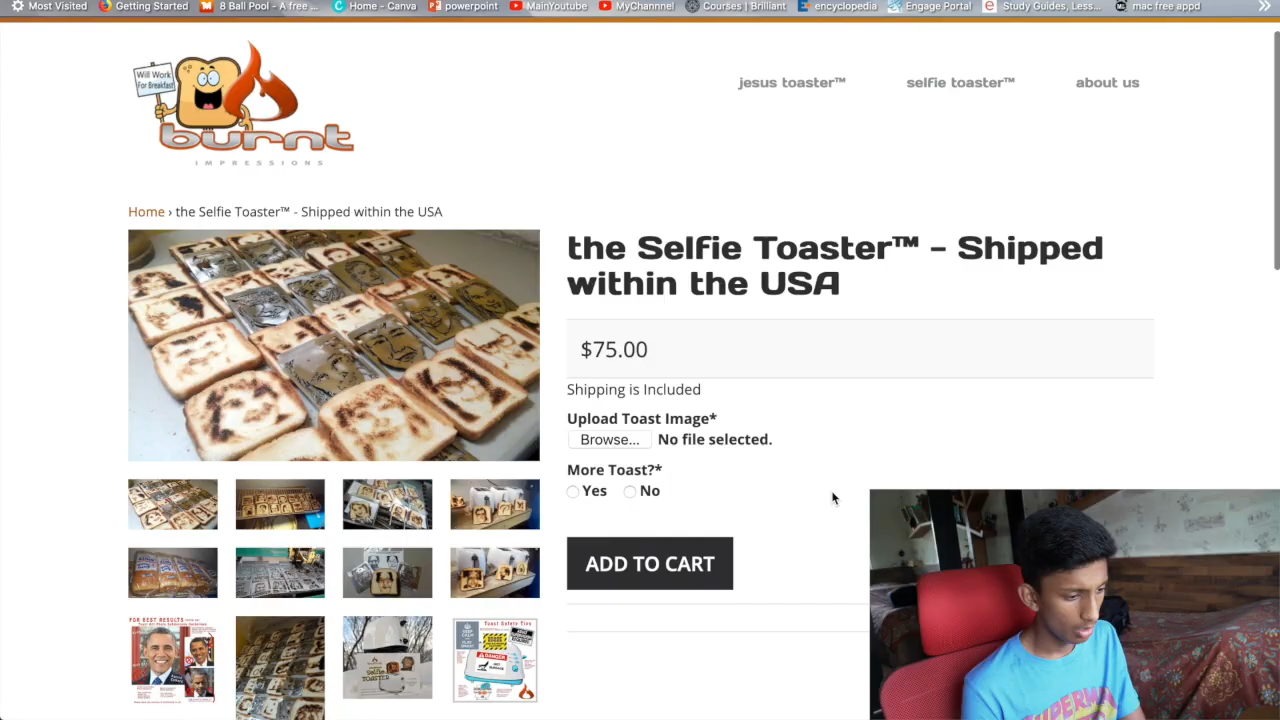 Most Visited
Getting Started
8 Ball Pool - A free ...
Home - Canva
powerpoint
MainYoutube
MyChannnel
Courses | Brilliant
encyclopedia
Engage Portal
Study Guides, Less...
mac free appd
Will Work
For Breakfast
burnt
IMPRESSIONS
jesus toaster™
selfie toaster™
about us
Home › the Selfie Toaster™ - Shipped within the USA
the Selfie Toaster™ - Shipped
within the USA
$75.00
Shipping is Included
Upload Toast Image*
Browse... No file selected.
More Toast?*
Yes No
ADD TO CART
FOR BEST RESULTS
Selfie
TOASTER
Toast Safety Tips
DANGER
SUPERMAN